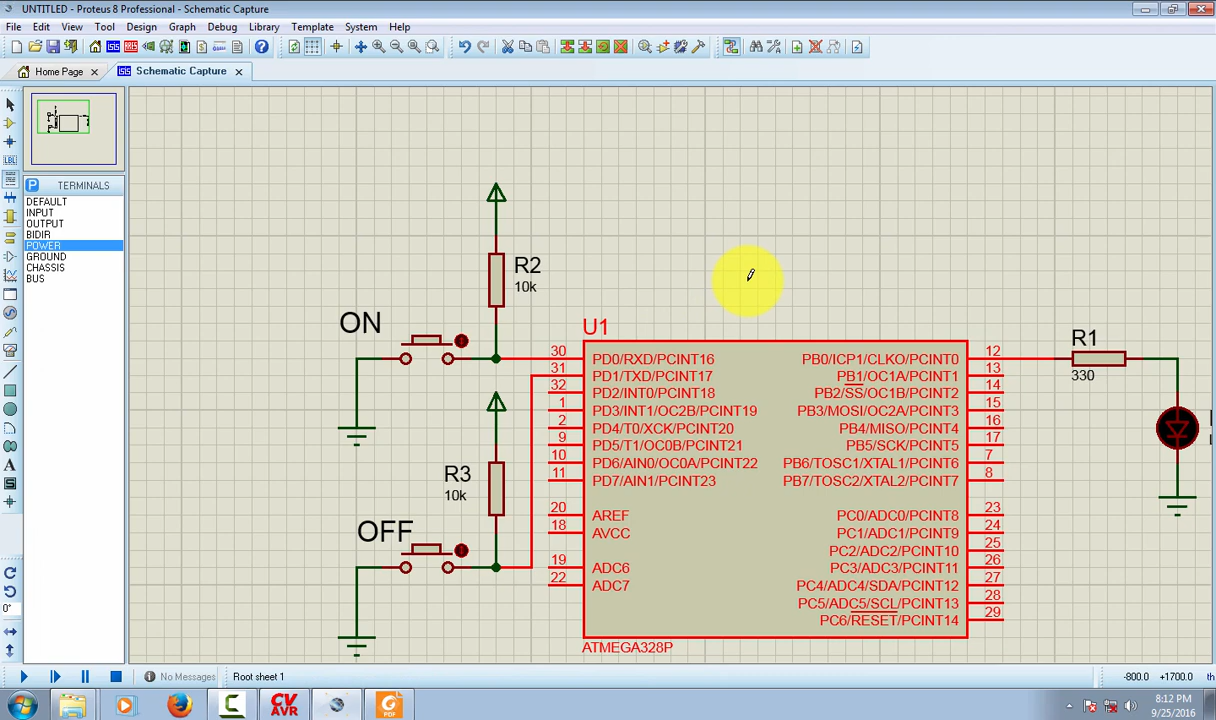 UNTITLED - Proteus 8 Professional - Schematic Capture
File Edit View Tool Design Graph Debug Library Template System Help
Home Page Schematic Capture
P TERMINALS
DEFAULT
INPUT
OUTPUT
BIDIR
POWER
GROUND
CHASSIS
BUS
LBL
A
0°
R2
10k
ON
R3
10k
OFF
U1
30 PD0/RXD/PCINT16
31 PD1/TXD/PCINT17
32 PD2/INT0/PCINT18
1 PD3/INT1/OC2B/PCINT19
2 PD4/T0/XCK/PCINT20
9 PD5/T1/OC0B/PCINT21
10 PD6/AIN0/OC0A/PCINT22
11 PD7/AIN1/PCINT23
20 AREF
18 AVCC
19 ADC6
22 ADC7
PB0/ICP1/CLKO/PCINT0 12
PB1/OC1A/PCINT1 13
PB2/SS/OC1B/PCINT2 14
PB3/MOSI/OC2A/PCINT3 15
PB4/MISO/PCINT4 16
PB5/SCK/PCINT5 17
PB6/TOSC1/XTAL1/PCINT6 7
PB7/TOSC2/XTAL2/PCINT7 8
PC0/ADC0/PCINT8 23
PC1/ADC1/PCINT9 24
PC2/ADC2/PCINT10 25
PC3/ADC3/PCINT11 26
PC4/ADC4/SDA/PCINT12 27
PC5/ADC5/SCL/PCINT13 28
PC6/RESET/PCINT14 29
ATMEGA328P
R1
330
No Messages Root sheet 1 -800.0 +1700.0 th
CV
AVR
PDF
8:12 PM
9/25/2016